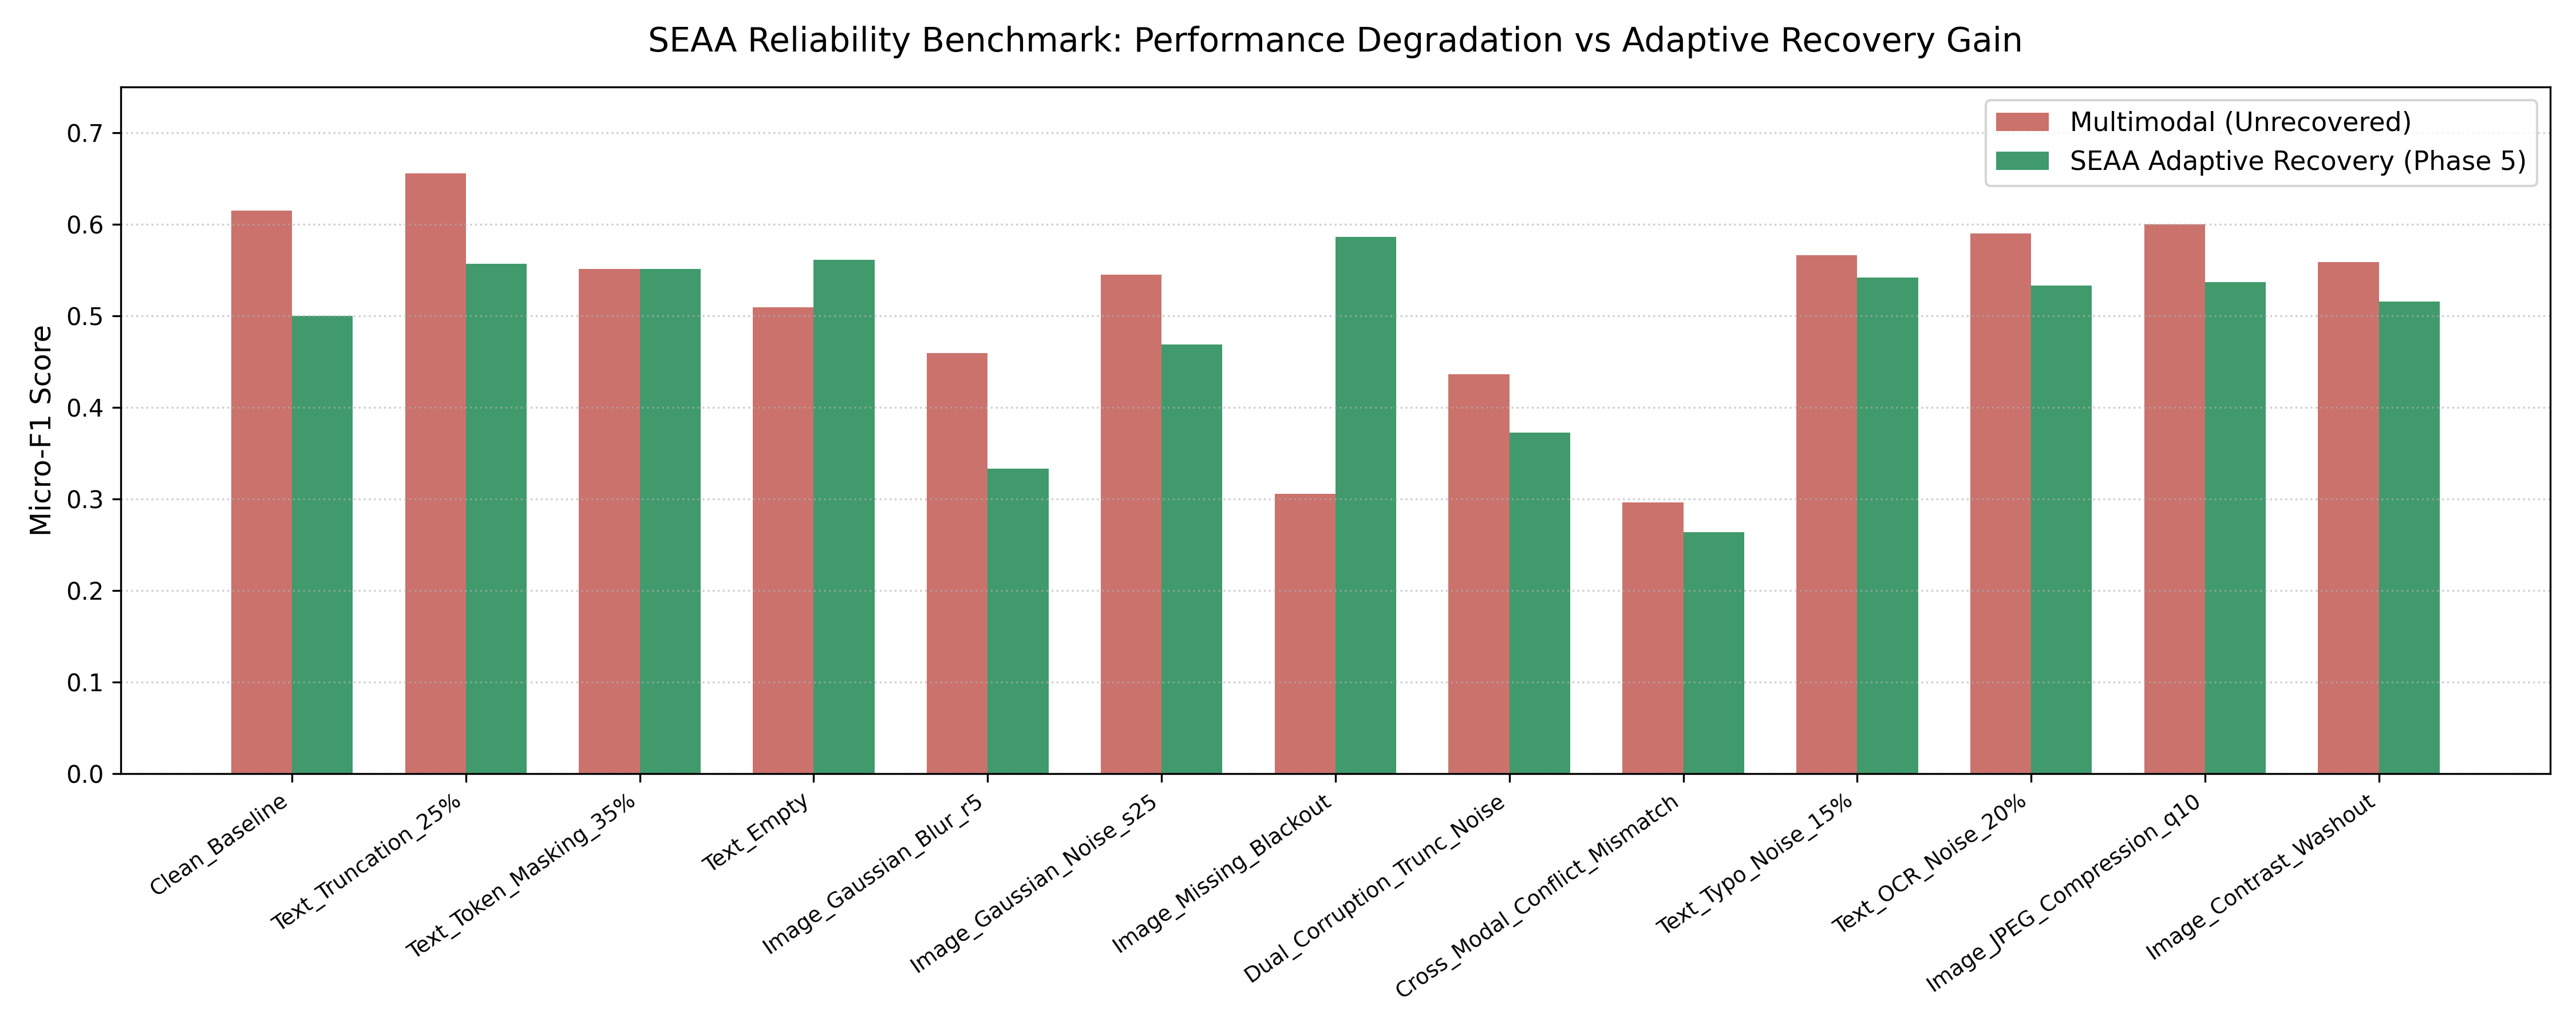 SEAA Reliability Benchmark: Performance Degradation vs Adaptive Recovery Gain
Multimodal (Unrecovered)
SEAA Adaptive Recovery (Phase 5)
Micro-F1 Score
0.7
0.6
0.5
0.4
0.3
0.2
0.1
0.0
Clean_Baseline
Text_Truncation_25%
Text_Token_Masking_35%
Text_Empty
Image_Gaussian_Blur_r5
Image_Gaussian_Noise_s25
Image_Missing_Blackout
Dual_Corruption_Trunc_Noise
Cross_Modal_Conflict_Mismatch
Text_Typo_Noise_15%
Text_OCR_Noise_20%
Image_JPEG_Compression_q10
Image_Contrast_Washout